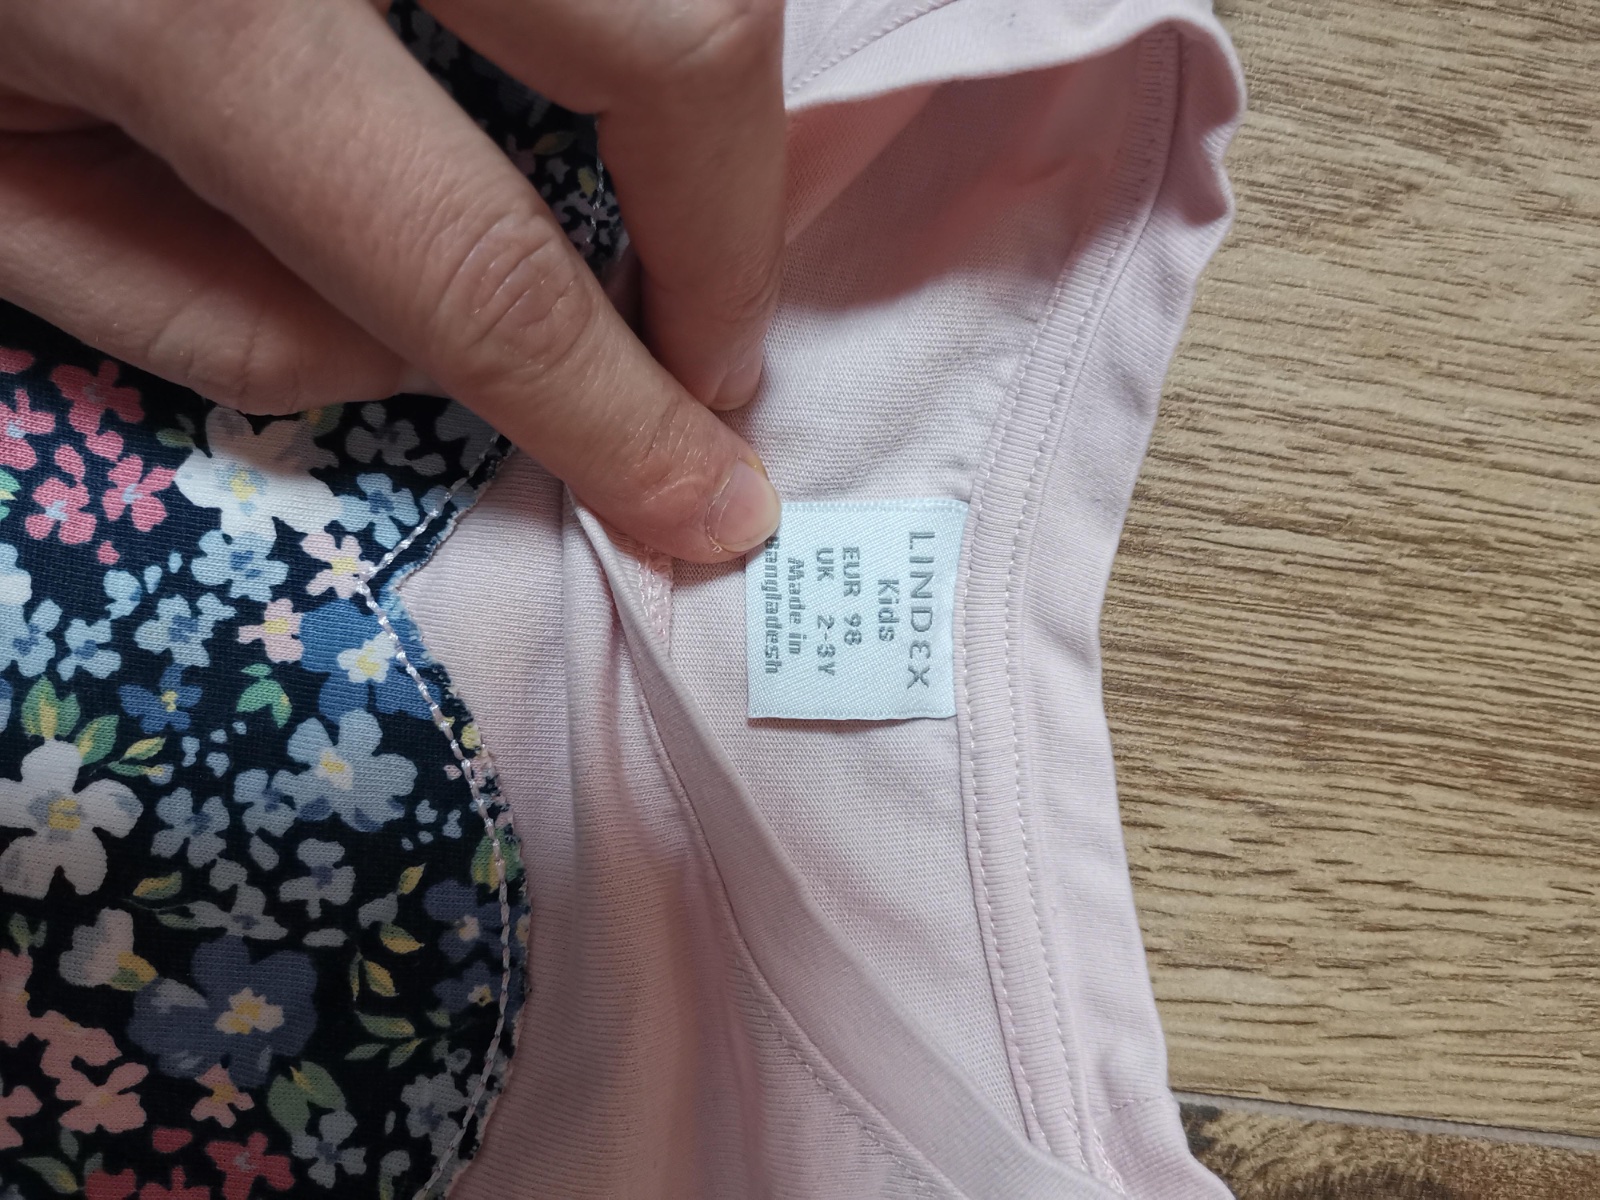 LINDEX
Kids
EUR 98
UK 2-3Y
Made in
Bangladesh